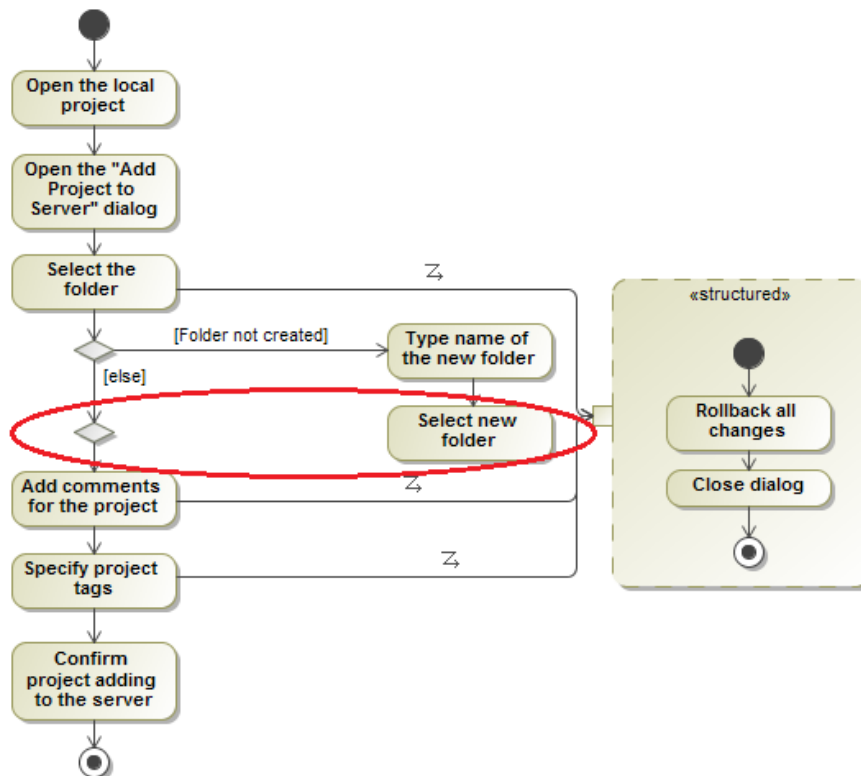 Open the local
project
Open the "Add
Project to
Server" dialog
Select the
folder
«structured»
[Folder not created]
Type name of
the new folder
[else]
Select new
folder
Rollback all
changes
Add comments
for the project
Close dialog
Specify project
tags
Confirm
project adding
to the server